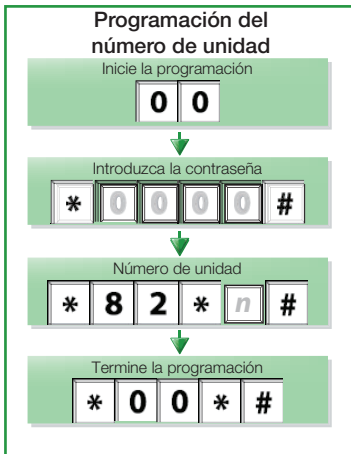 Programación del
número de unidad
Inicie la programación
0 0
Introduzca la contraseña
* 0 0 0 0 #
Número de unidad
* 8 2 * n #
Termine la programación
* 0 0 * #